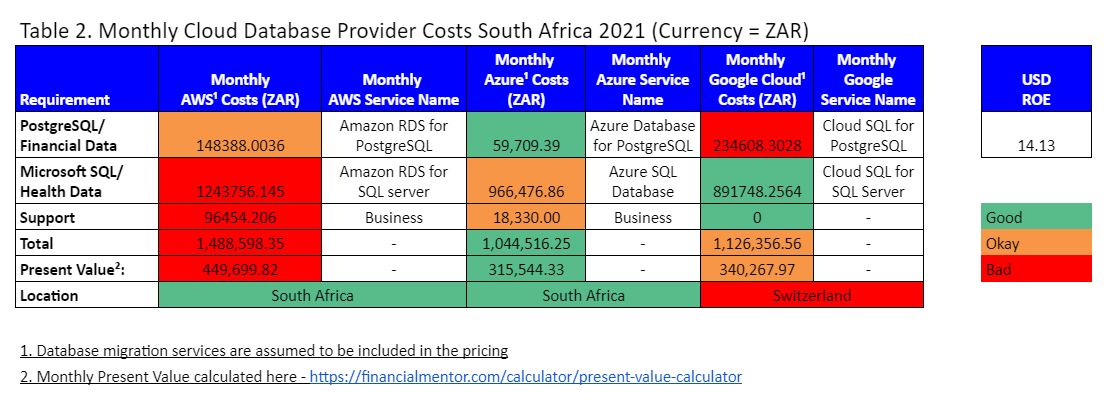 Table 2. Monthly Cloud Database Provider Costs South Africa 2021 (Currency = ZAR)
Requirement | Monthly AWS¹ Costs (ZAR) | Monthly AWS Service Name | Monthly Azure¹ Costs (ZAR) | Monthly Azure Service Name | Monthly Google Cloud¹ Costs (ZAR) | Monthly Google Service Name
PostgreSQL/ Financial Data | 148388.0036 | Amazon RDS for PostgreSQL | 59,709.39 | Azure Database for PostgreSQL | 234608.3028 | Cloud SQL for PostgreSQL
Microsoft SQL/ Health Data | 1243756.145 | Amazon RDS for SQL server | 966,476.86 | Azure SQL Database | 891748.2564 | Cloud SQL for SQL Server
Support | 96454.206 | Business | 18,330.00 | Business | 0 | -
Total | 1,488,598.35 | - | 1,044,516.25 | - | 1,126,356.56 | -
Present Value²: | 449,699.82 | - | 315,544.33 | - | 340,267.97 | -
Location | South Africa | South Africa | Switzerland
USD ROE
14.13
Good
Okay
Bad
1. Database migration services are assumed to be included in the pricing
2. Monthly Present Value calculated here - https://financialmentor.com/calculator/present-value-calculator